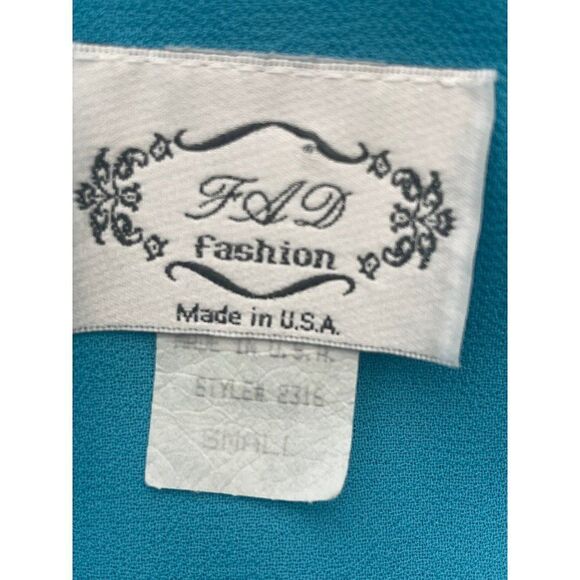 FAD
fashion
Made in U.S.A.
MADE IN U.S.A.
STYLE# 2316
SMALL